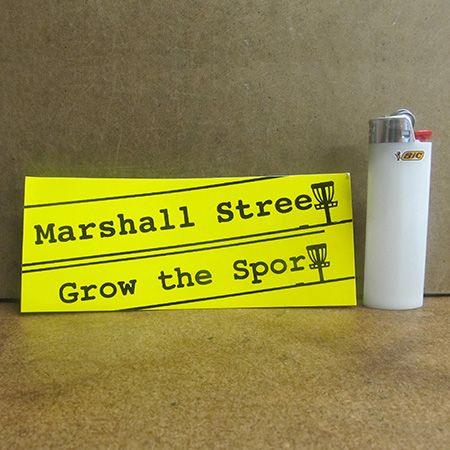 Marshall Stree
Grow the Spor
BIC